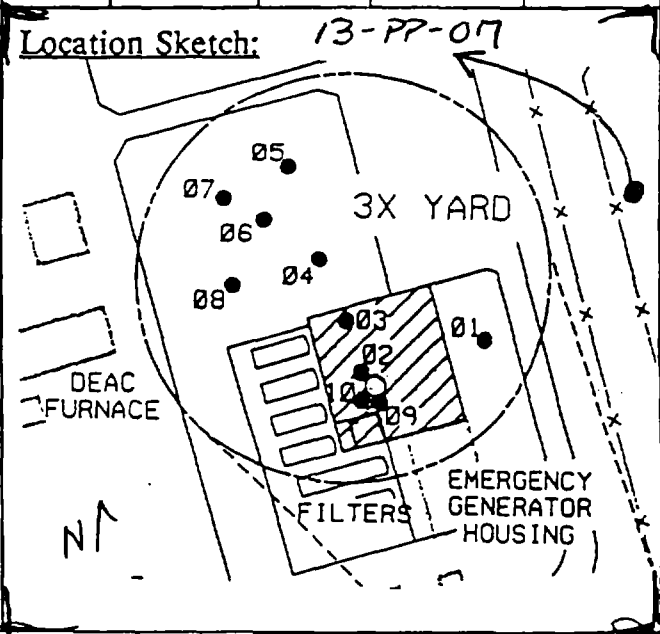 Location Sketch: 13-PP-07
05
07
3X YARD
06
04
08
03
01
02
10
09
DEAC
FURNACE
EMERGENCY
GENERATOR
HOUSING
FILTERS
N